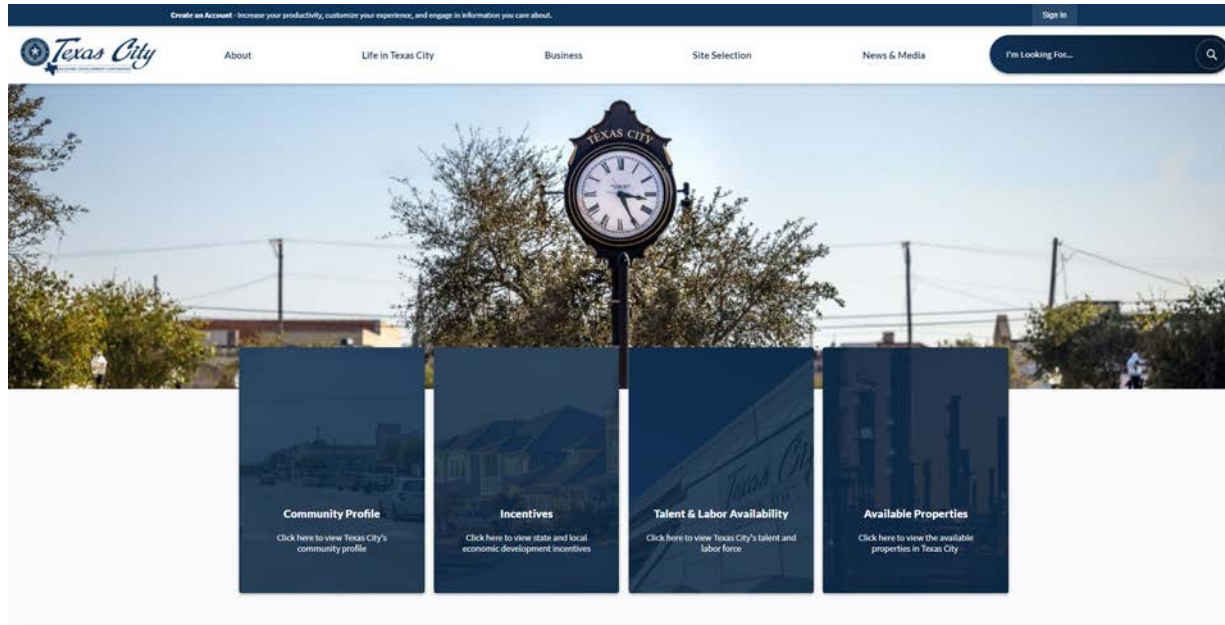 Create an Account - Increase your productivity, customize your experience, and engage in information you care about.
Sign In
Texas City
About
Life in Texas City
Business
Site Selection
News & Media
I'm Looking For...
TEXAS CITY
Community Profile
Click here to view Texas City's
community profile
Incentives
Click here to view state and local
economic development incentives
Talent & Labor Availability
Click here to view Texas City's talent and
labor force
Texas City
Available Properties
Click here to view the available
properties in Texas City